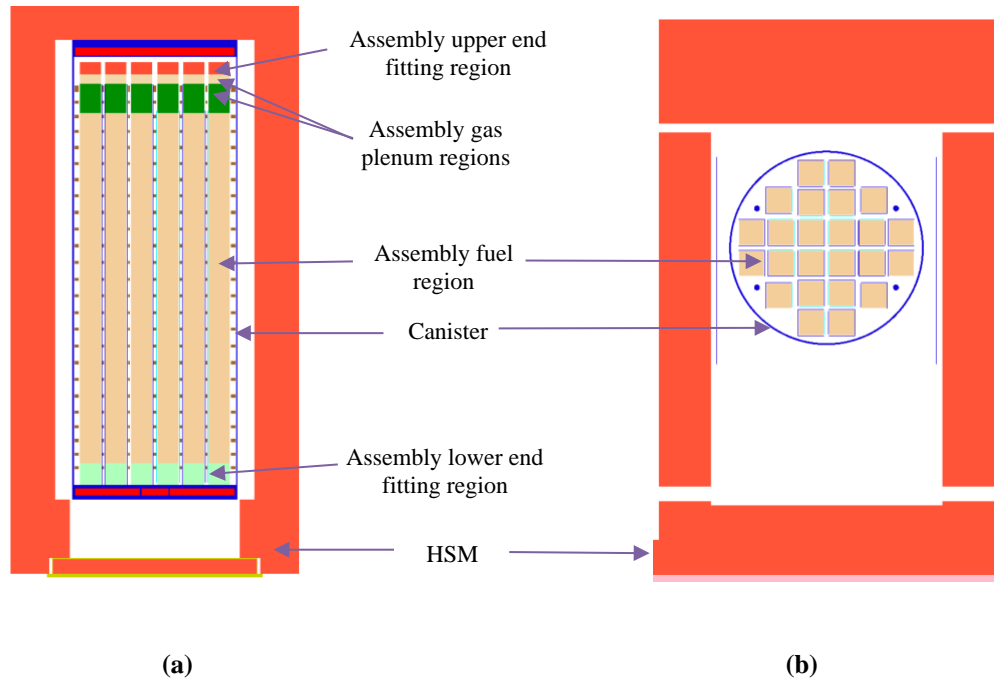 Assembly upper end
fitting region
Assembly gas
plenum regions
Assembly fuel
region
Canister
Assembly lower end
fitting region
HSM
(a)
(b)